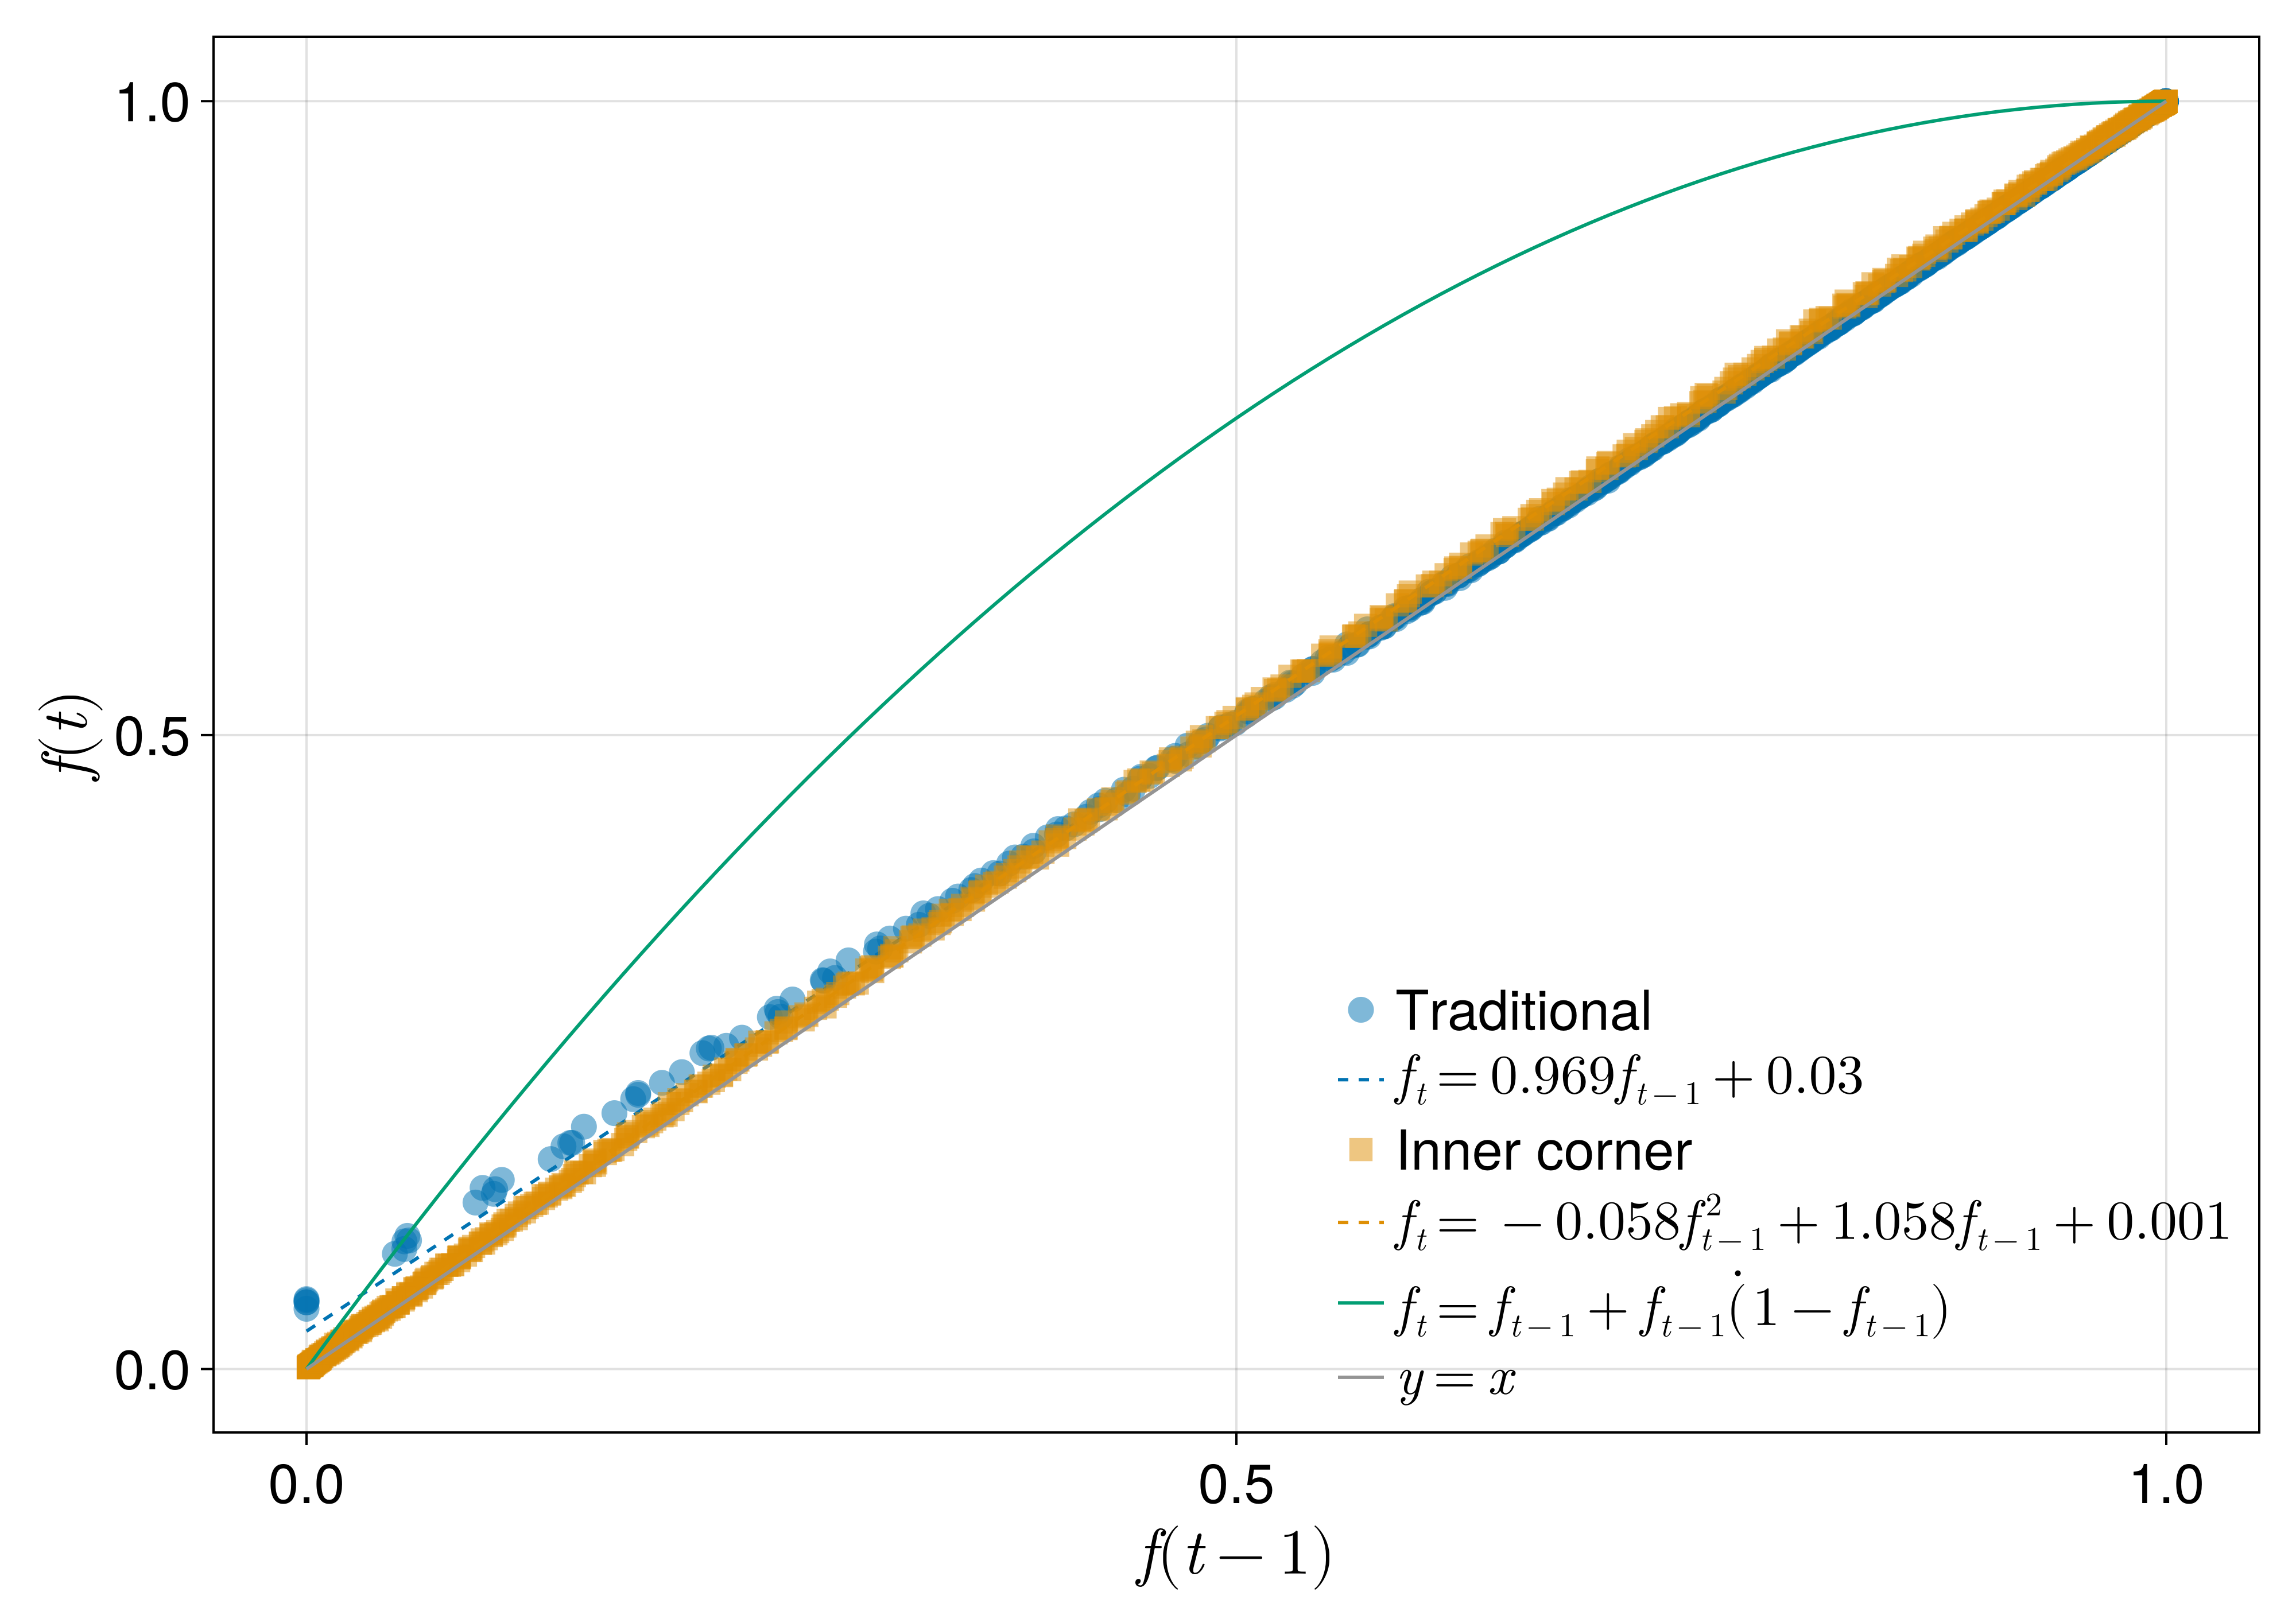 1.0
0.5
0.0
f(t)
Traditional
f_t = 0.969f_{t−1} + 0.03
Inner corner
f_t = −0.058f²_{t−1} + 1.058f_{t−1} + 0.001
f_t = f_{t−1} + f_{t−1}(̇1 − f_{t−1})
y = x
0.0 0.5 1.0
f(t − 1)